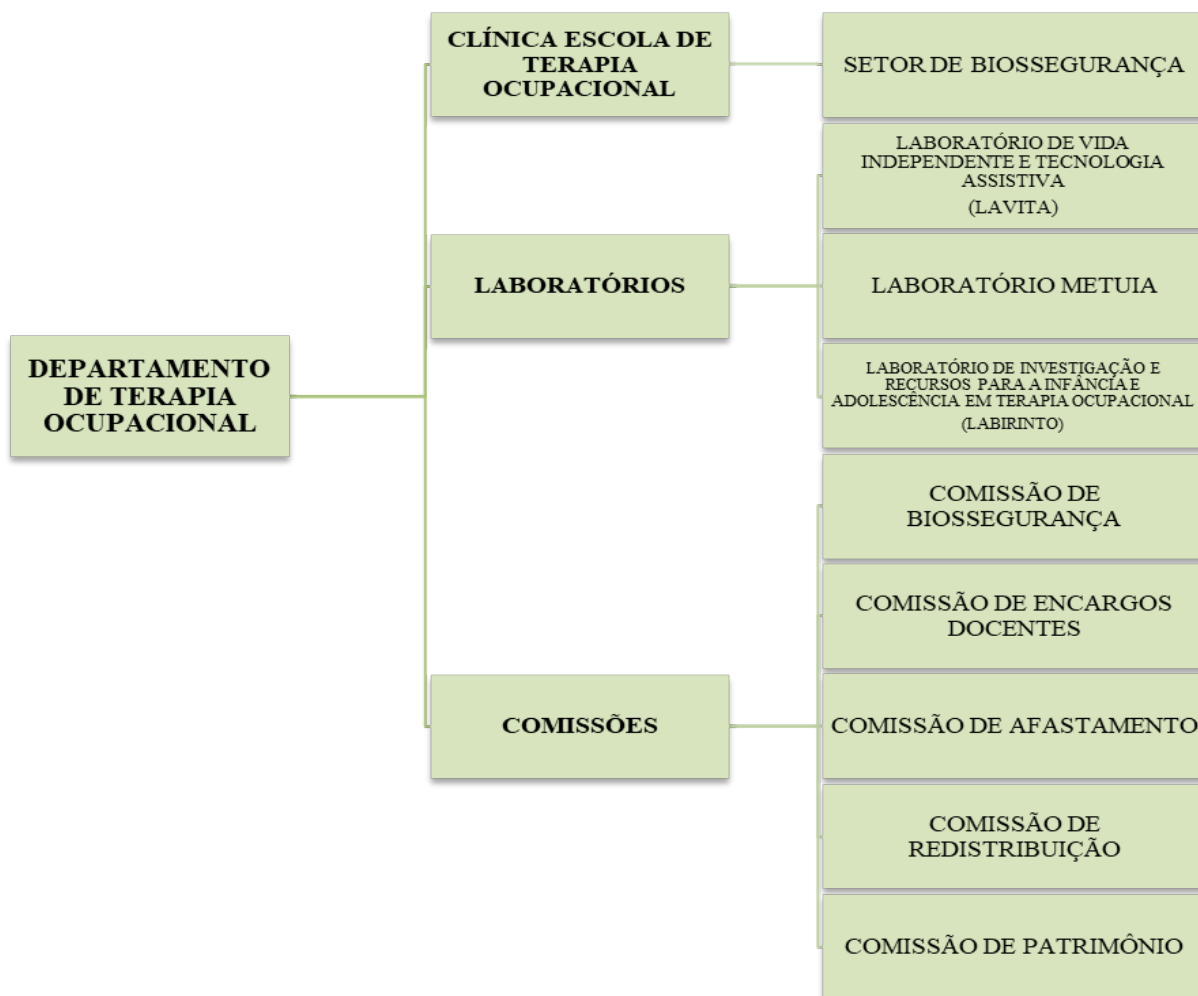 CLÍNICA ESCOLA DE
TERAPIA
OCUPACIONAL
SETOR DE BIOSSEGURANÇA
LABORATÓRIO DE VIDA
INDEPENDENTE E TECNOLOGIA
ASSISTIVA
(LAVITA)
LABORATÓRIOS
LABORATÓRIO METUIA
DEPARTAMENTO
DE TERAPIA
OCUPACIONAL
LABORATÓRIO DE INVESTIGAÇÃO E
RECURSOS PARA A INFÂNCIA E
ADOLESCÊNCIA EM TERAPIA OCUPACIONAL
(LABIRINTO)
COMISSÃO DE
BIOSSEGURANÇA
COMISSÃO DE ENCARGOS
DOCENTES
COMISSÕES
COMISSÃO DE AFASTAMENTO
COMISSÃO DE
REDISTRIBUIÇÃO
COMISSÃO DE PATRIMÔNIO